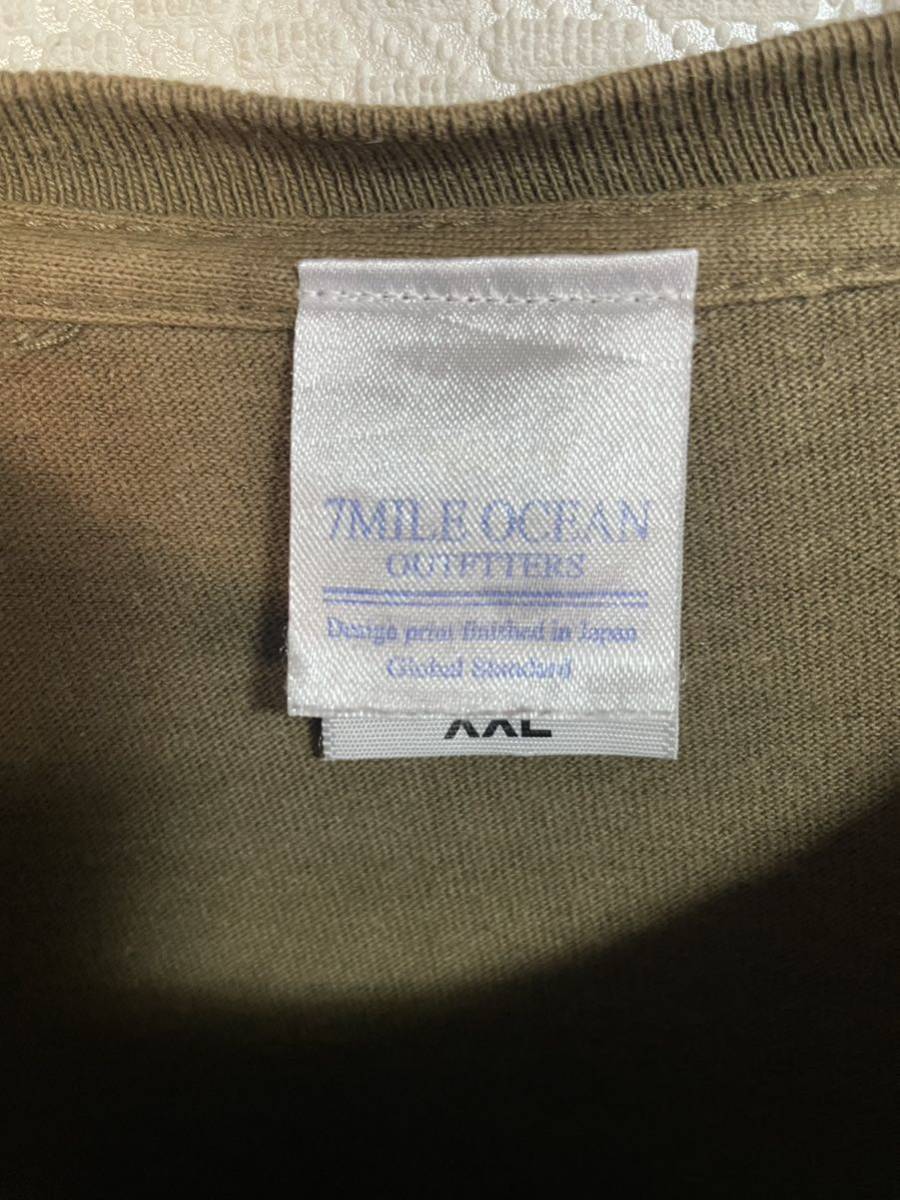 7MILE OCEAN
OUTFITTERS
Design print finished in Japan
Global Standard
XXL